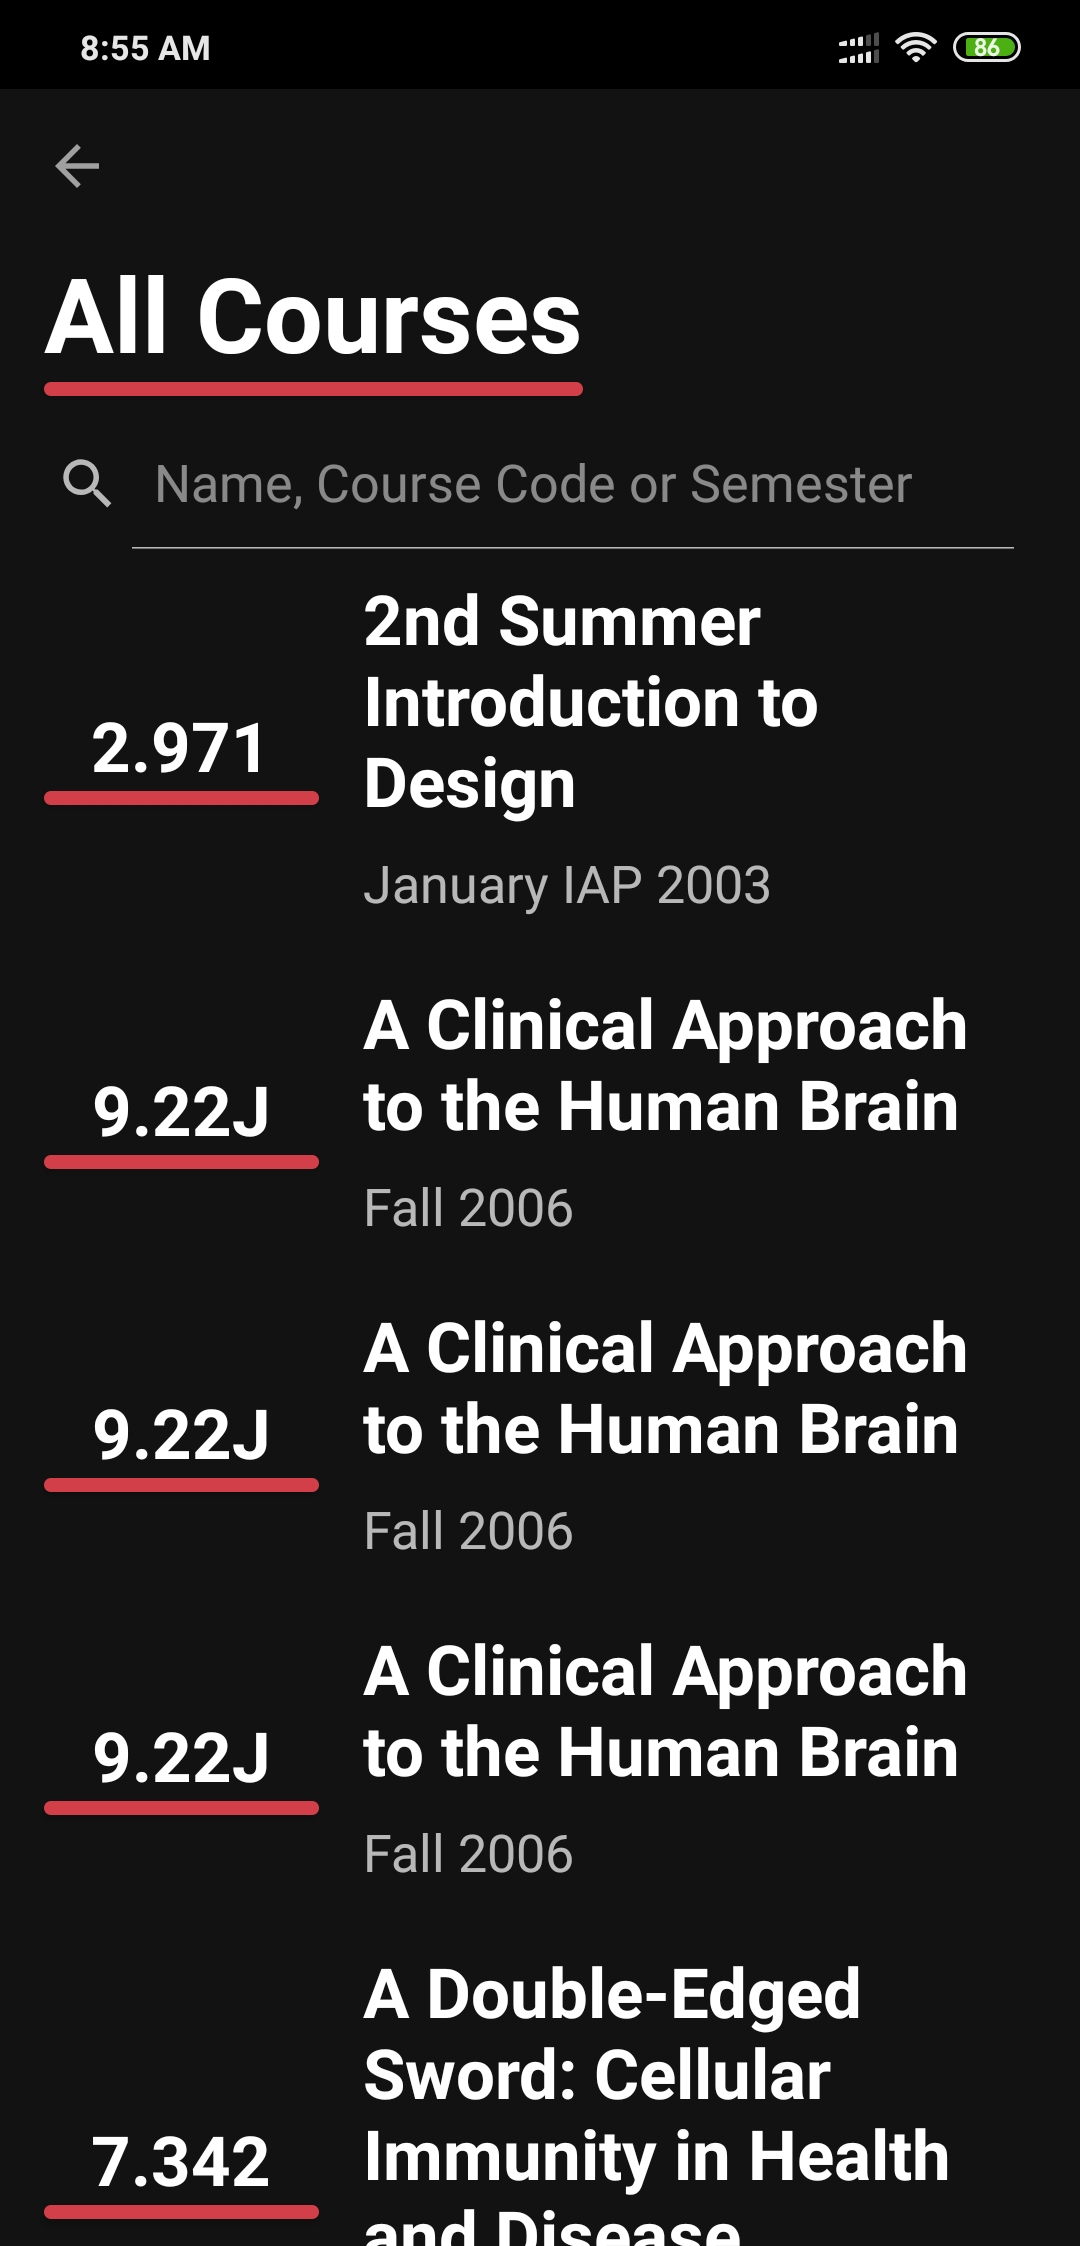 8:55 AM
86
All Courses
Name, Course Code or Semester
2nd Summer
Introduction to
Design
2.971
January IAP 2003
A Clinical Approach
to the Human Brain
9.22J
Fall 2006
A Clinical Approach
to the Human Brain
9.22J
Fall 2006
A Clinical Approach
to the Human Brain
9.22J
Fall 2006
A Double-Edged
Sword: Cellular
Immunity in Health
and Disease
7.342